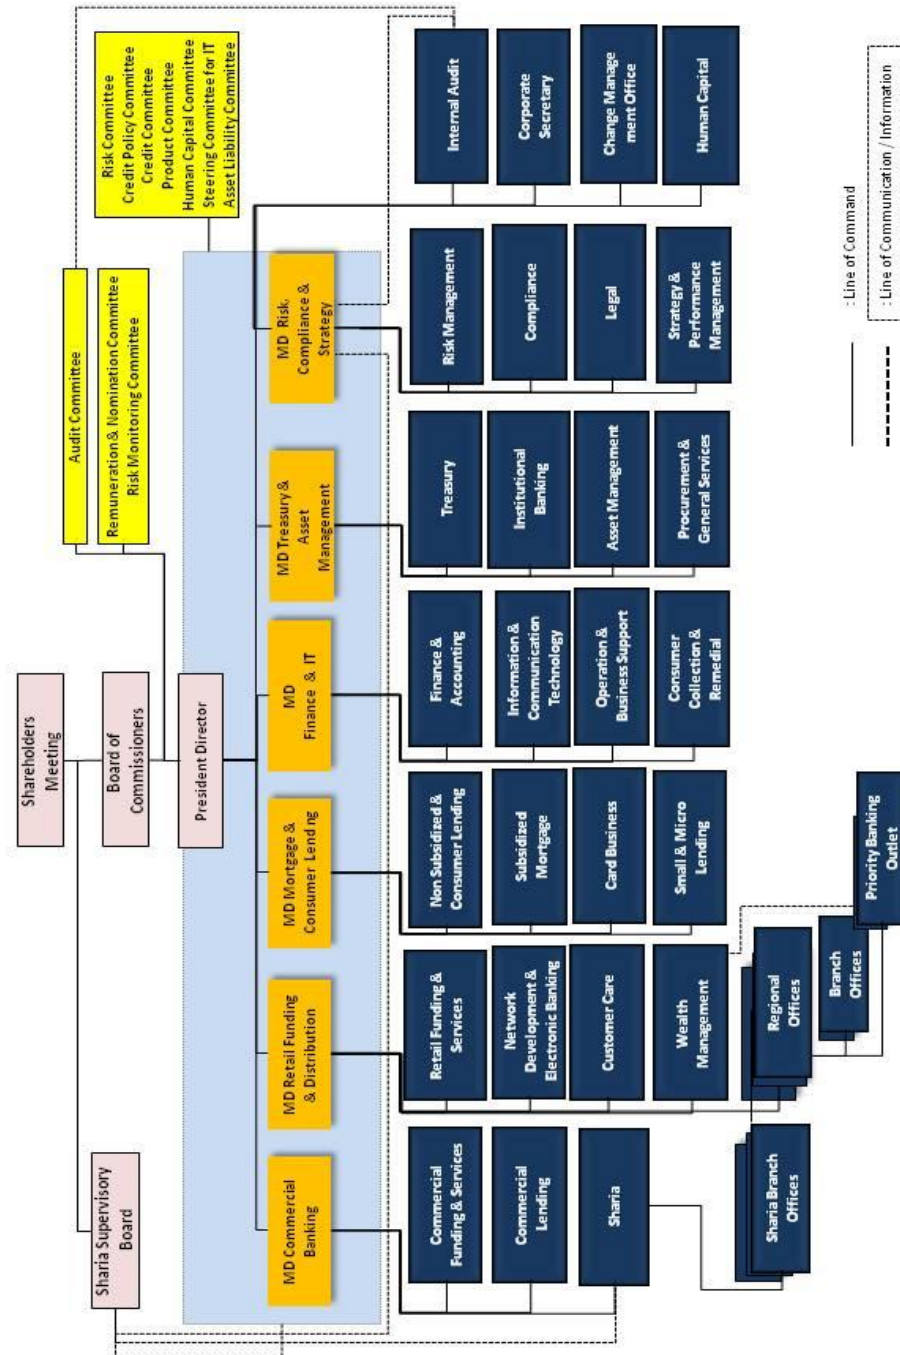 Shareholders
Meeting
Sharia Supervisory
Board
Board of
Commissioners
Audit Committee
Remuneration & Nomination Committee
Risk Monitoring Committee
President Director
Risk Committee
Credit Policy Committee
Credit Committee
Product Committee
Human Capital Committee
Steering Committee for IT
Asset Liability Committee
MD Commercial
Banking
MD Retail Funding
& Distribution
MD Mortgage &
Consumer Lending
MD
Finance & IT
MD Treasury &
Asset
Management
MD Risk,
Compliance &
Strategy
Commercial
Funding & Services
Commercial
Lending
Sharia
Sharia Branch
Offices
Retail Funding &
Services
Network
Development &
Electronic Banking
Customer Care
Wealth
Management
Regional
Offices
Branch
Offices
Priority Banking
Outlet
Non Subsidized &
Consumer Lending
Subsidized
Mortgage
Card Business
Small & Micro
Lending
Finance &
Accounting
Information &
Communication
Technology
Operation &
Business Support
Consumer
Collection &
Remedial
Treasury
Institutional
Banking
Asset Management
Procurement &
General Services
Risk Management
Compliance
Legal
Strategy &
Performance
Management
Internal Audit
Corporate
Secretary
Change Manage
ment Office
Human Capital
: Line of Command
: Line of Communication / Information